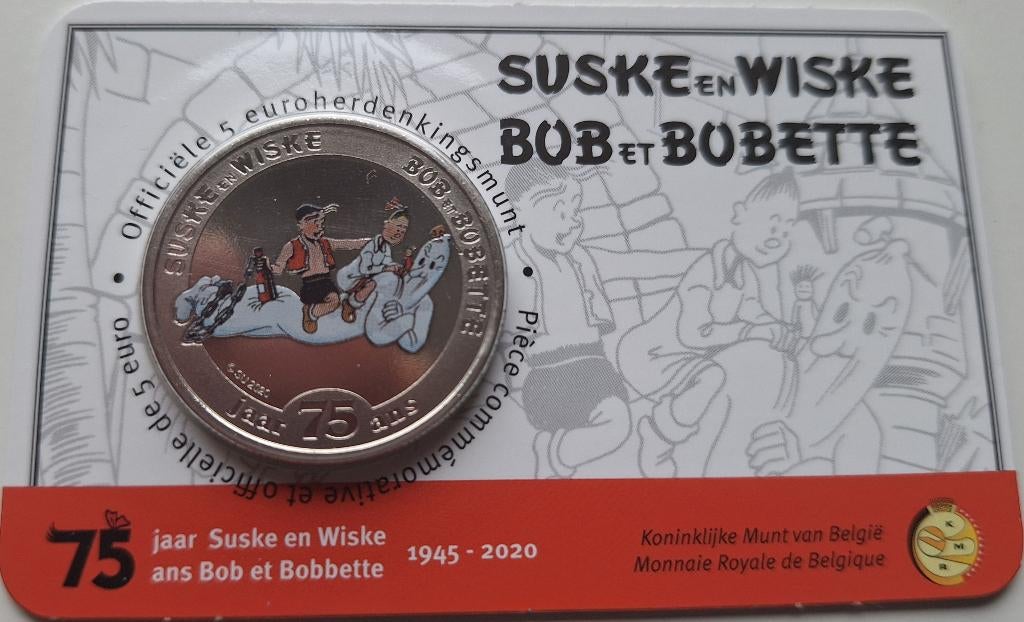 SUSKE EN WISKE
BOB ET BOBETTE
Officiële 5 euroherdenkingsmunt
• Pièce commémorative et officielle de 5 euro •
SUSKE EN WISKE
BOB ET BOBETTE
© SU 2020
jaar 75 ans
75
jaar Suske en Wiske
ans Bob et Bobbette
1945 - 2020
Koninklijke Munt van België
Monnaie Royale de Belgique
K
M
R